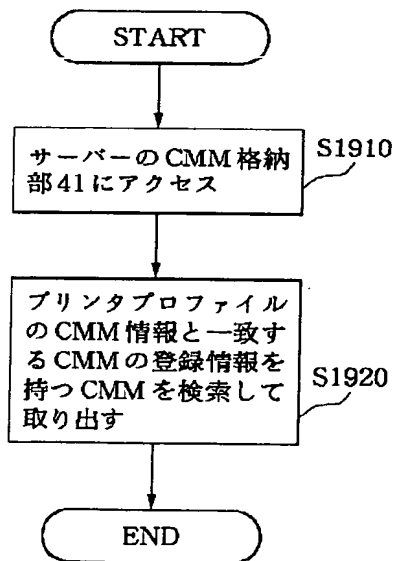 START
サーバーのCMM格納
部41にアクセス
S1910
プリンタプロファイル
のCMM情報と一致す
るCMMの登録情報を
持つCMMを検索して
取り出す
S1920
END